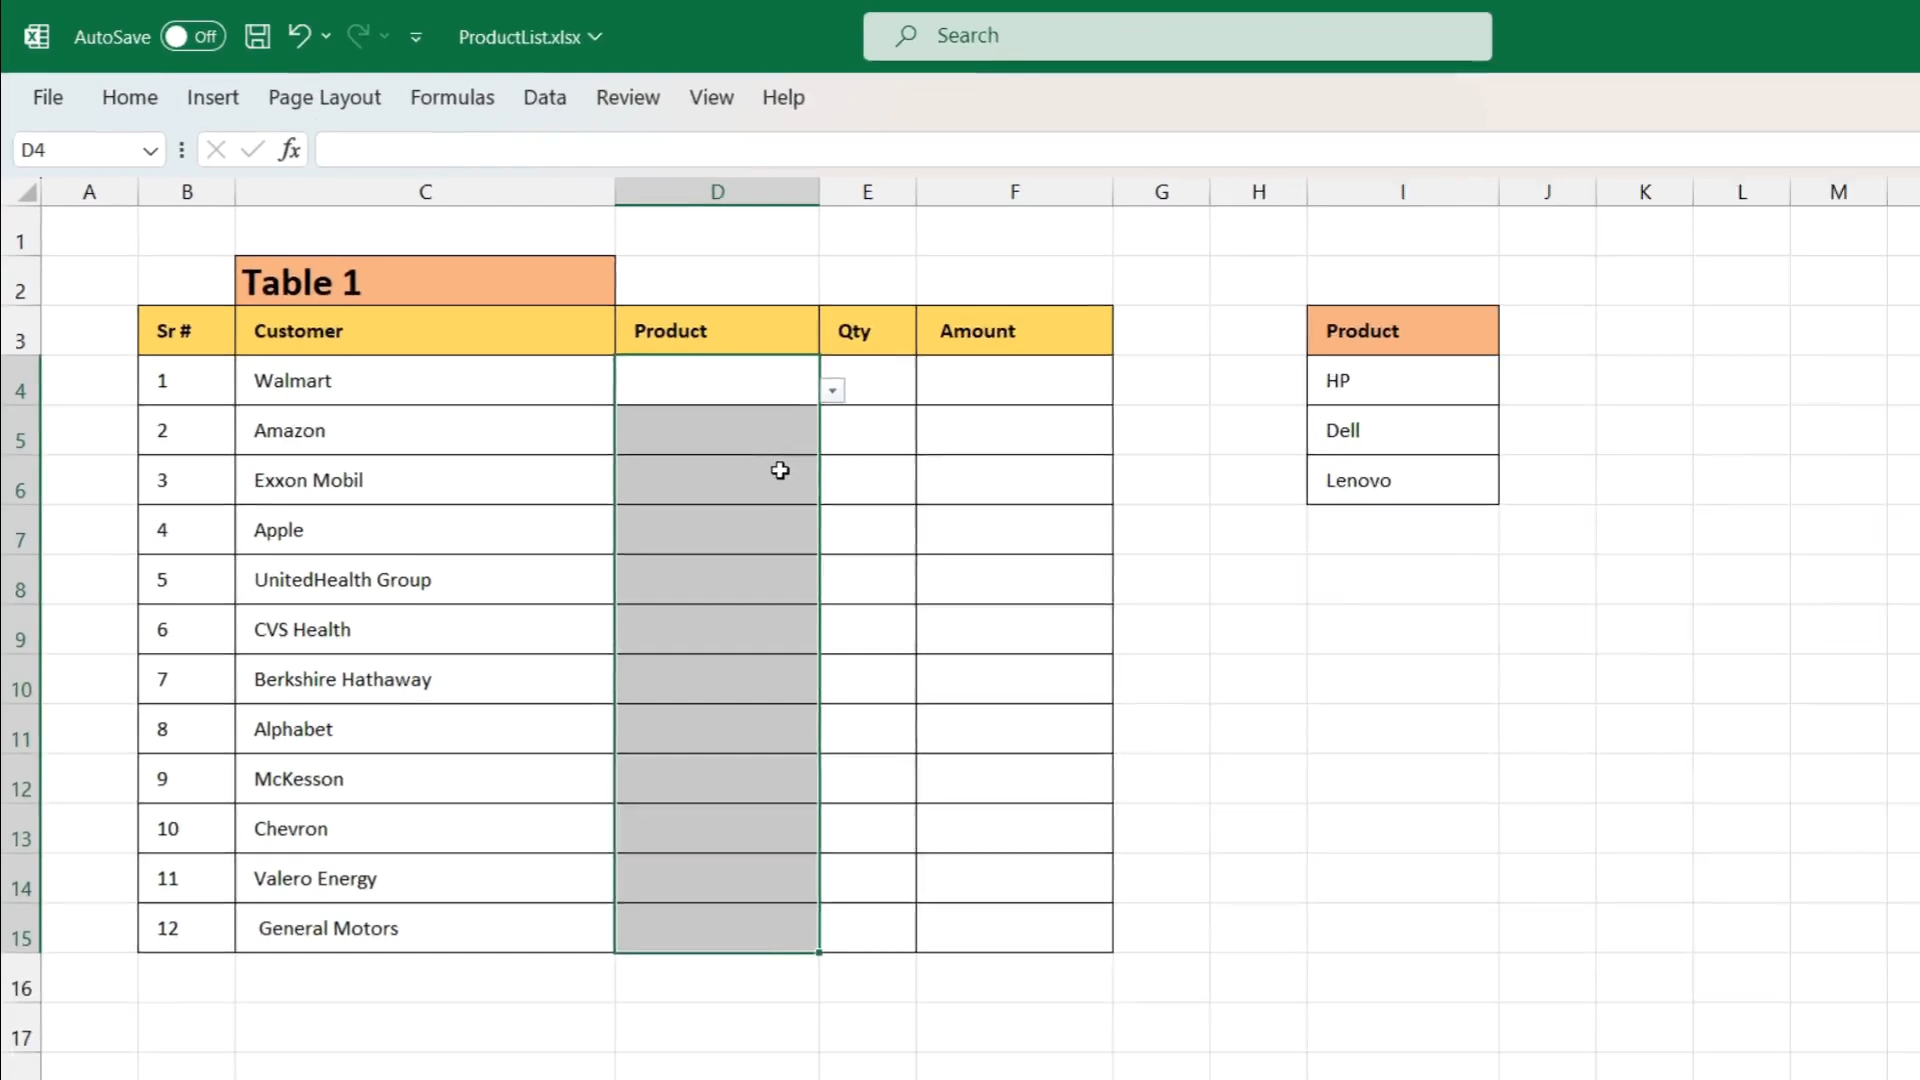 AutoSave Off ProductList.xlsx Search
File Home Insert Page Layout Formulas Data Review View Help
D4 fx
A B C D E F G H I J K L M
1
2 Table 1
3 Sr # Customer Product Qty Amount Product
4 1 Walmart HP
5 2 Amazon Dell
6 3 Exxon Mobil Lenovo
7 4 Apple
8 5 UnitedHealth Group
9 6 CVS Health
10 7 Berkshire Hathaway
11 8 Alphabet
12 9 McKesson
13 10 Chevron
14 11 Valero Energy
15 12 General Motors
16
17